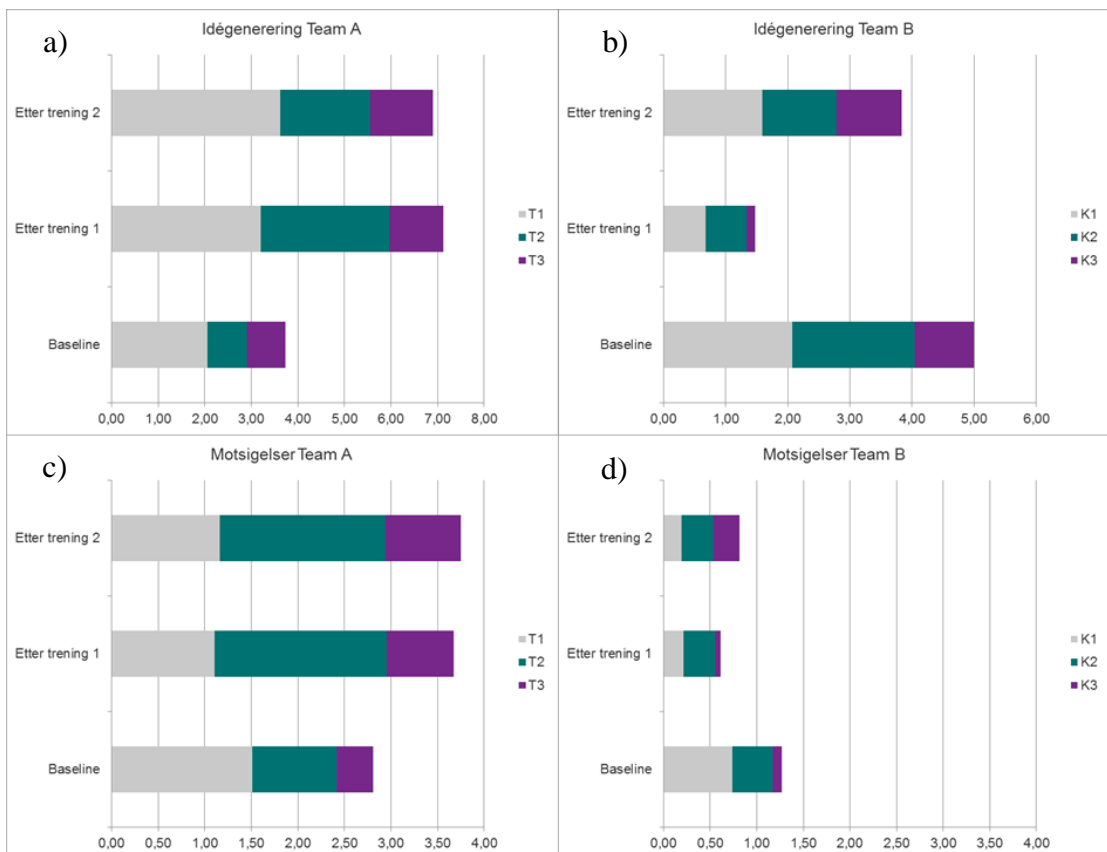 a)
Idégenerering Team A
Etter trening 2
Etter trening 1
Baseline
0,00 1,00 2,00 3,00 4,00 5,00 6,00 7,00 8,00
T1
T2
T3
b)
Idégenerering Team B
Etter trening 2
Etter trening 1
Baseline
0,00 1,00 2,00 3,00 4,00 5,00 6,00
K1
K2
K3
c)
Motsigelser Team A
Etter trening 2
Etter trening 1
Baseline
0,00 0,50 1,00 1,50 2,00 2,50 3,00 3,50 4,00
T1
T2
T3
d)
Motsigelser Team B
Etter trening 2
Etter trening 1
Baseline
0,00 0,50 1,00 1,50 2,00 2,50 3,00 3,50 4,00
K1
K2
K3